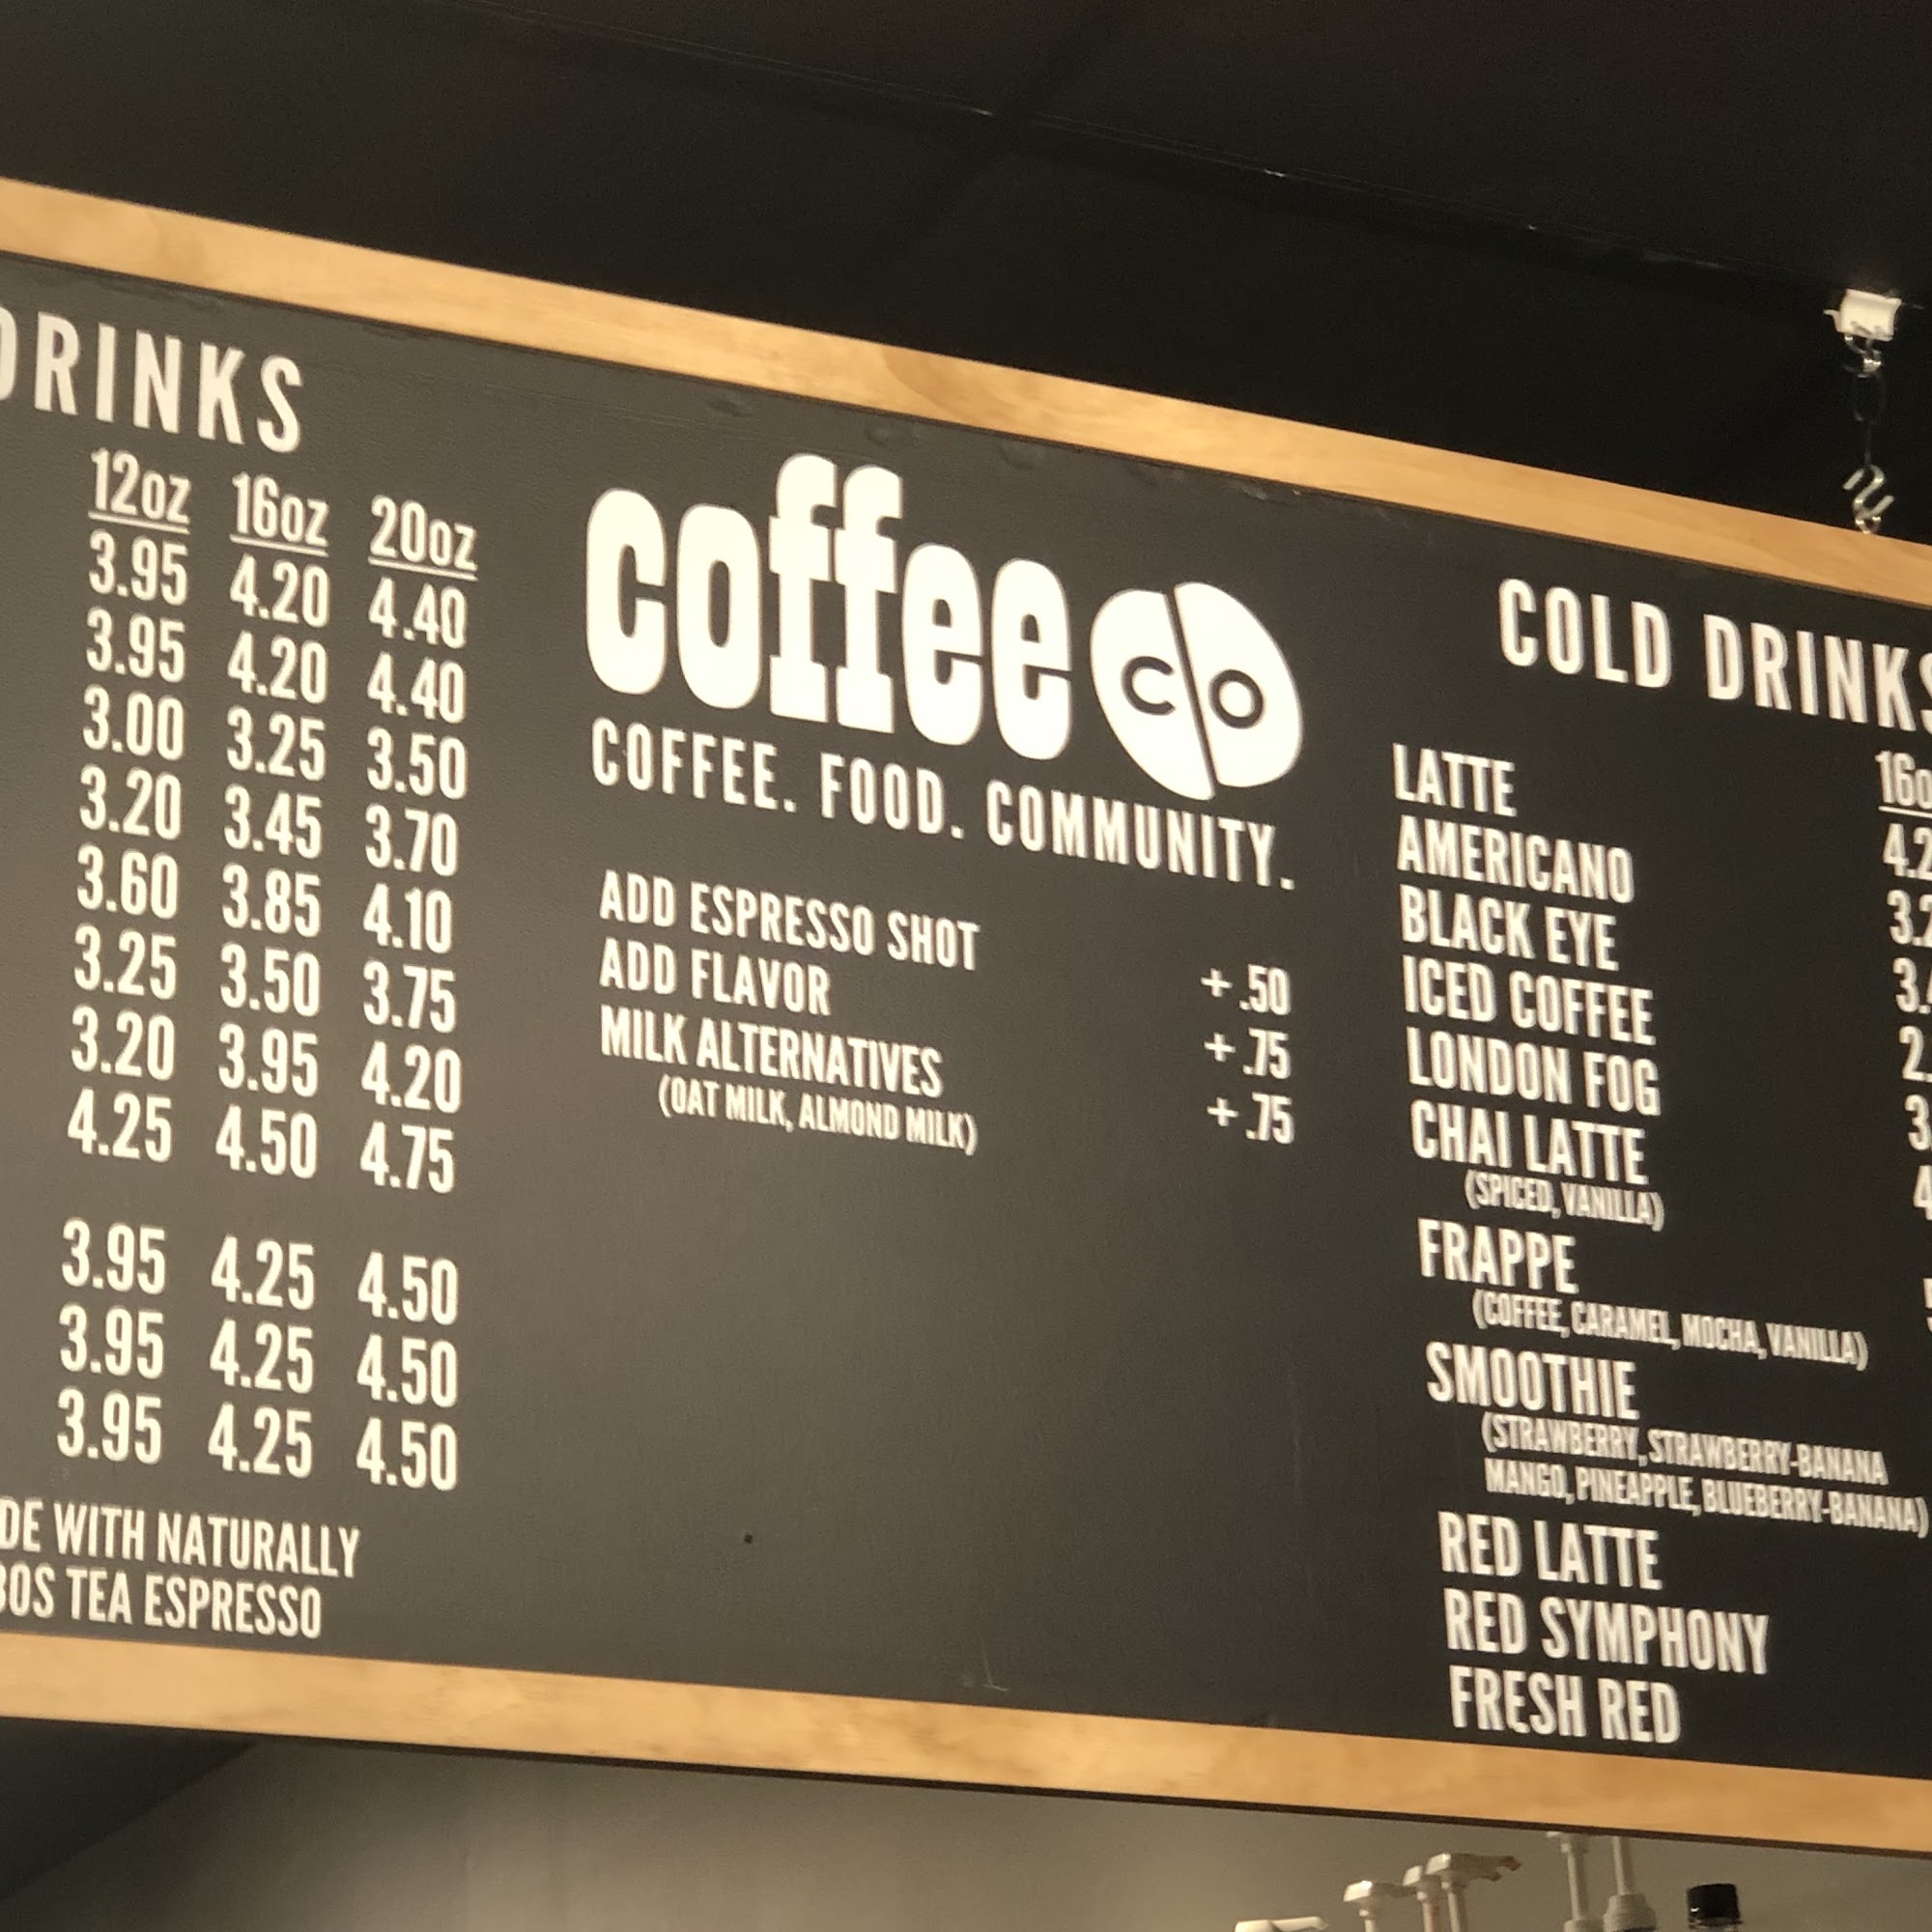 DRINKS
12oz 16oz 20oz
3.95 4.20 4.40
3.95 4.20 4.40
3.00 3.25 3.50
3.20 3.45 3.70
3.60 3.85 4.10
3.25 3.50 3.75
3.20 3.95 4.20
4.25 4.50 4.75
3.95 4.25 4.50
3.95 4.25 4.50
3.95 4.25 4.50
WITH NATURALLY
TEA ESPRESSO
coffee co
COFFEE. FOOD. COMMUNITY.
ADD ESPRESSO SHOT +.50
ADD FLAVOR +.75
MILK ALTERNATIVES +.75
(OAT MILK, ALMOND MILK)
COLD DRINKS
LATTE
AMERICANO
BLACK EYE
ICED COFFEE
LONDON FOG
CHAI LATTE
(SPICED, VANILLA)
FRAPPE
(COFFEE, CARAMEL, MOCHA, VANILLA)
SMOOTHIE
(STRAWBERRY, STRAWBERRY-BANANA
MANGO, PINEAPPLE, BLUEBERRY-BANANA)
RED LATTE
RED SYMPHONY
FRESH RED